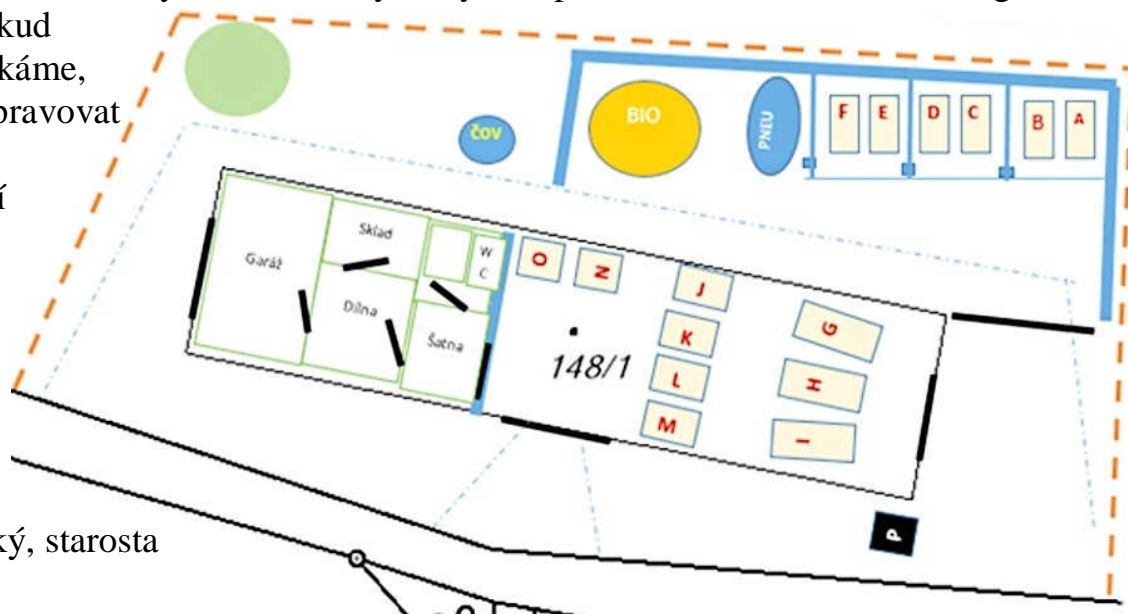 kud
káme,
pravovat
í
ký, starosta
BIO
ČOV
PNEU
F E D C B A
Sklad
W
C
Garáž
Dílna
Šatna
O N J
K
L
M
G
H
I
148/1
P